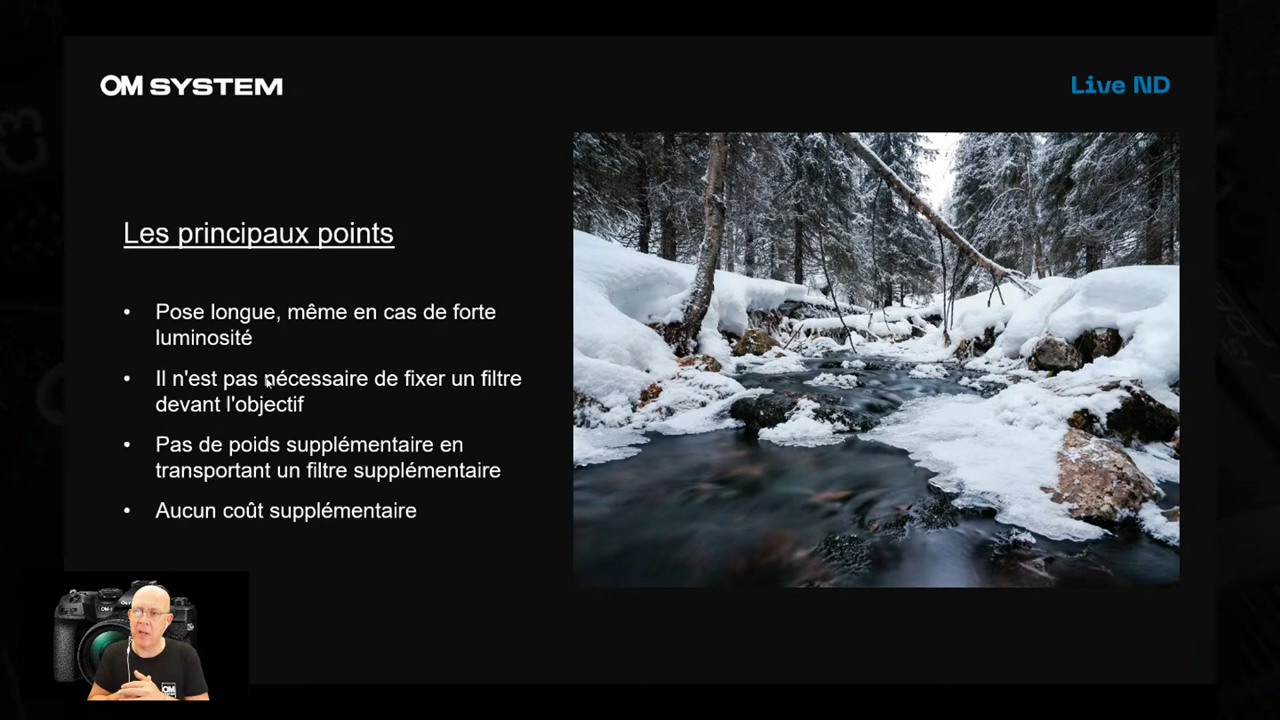 OM SYSTEM
Live ND
Les principaux points
• Pose longue, même en cas de forte
luminosité
• Il n'est pas nécessaire de fixer un filtre
devant l'objectif
• Pas de poids supplémentaire en
transportant un filtre supplémentaire
• Aucun coût supplémentaire
OM